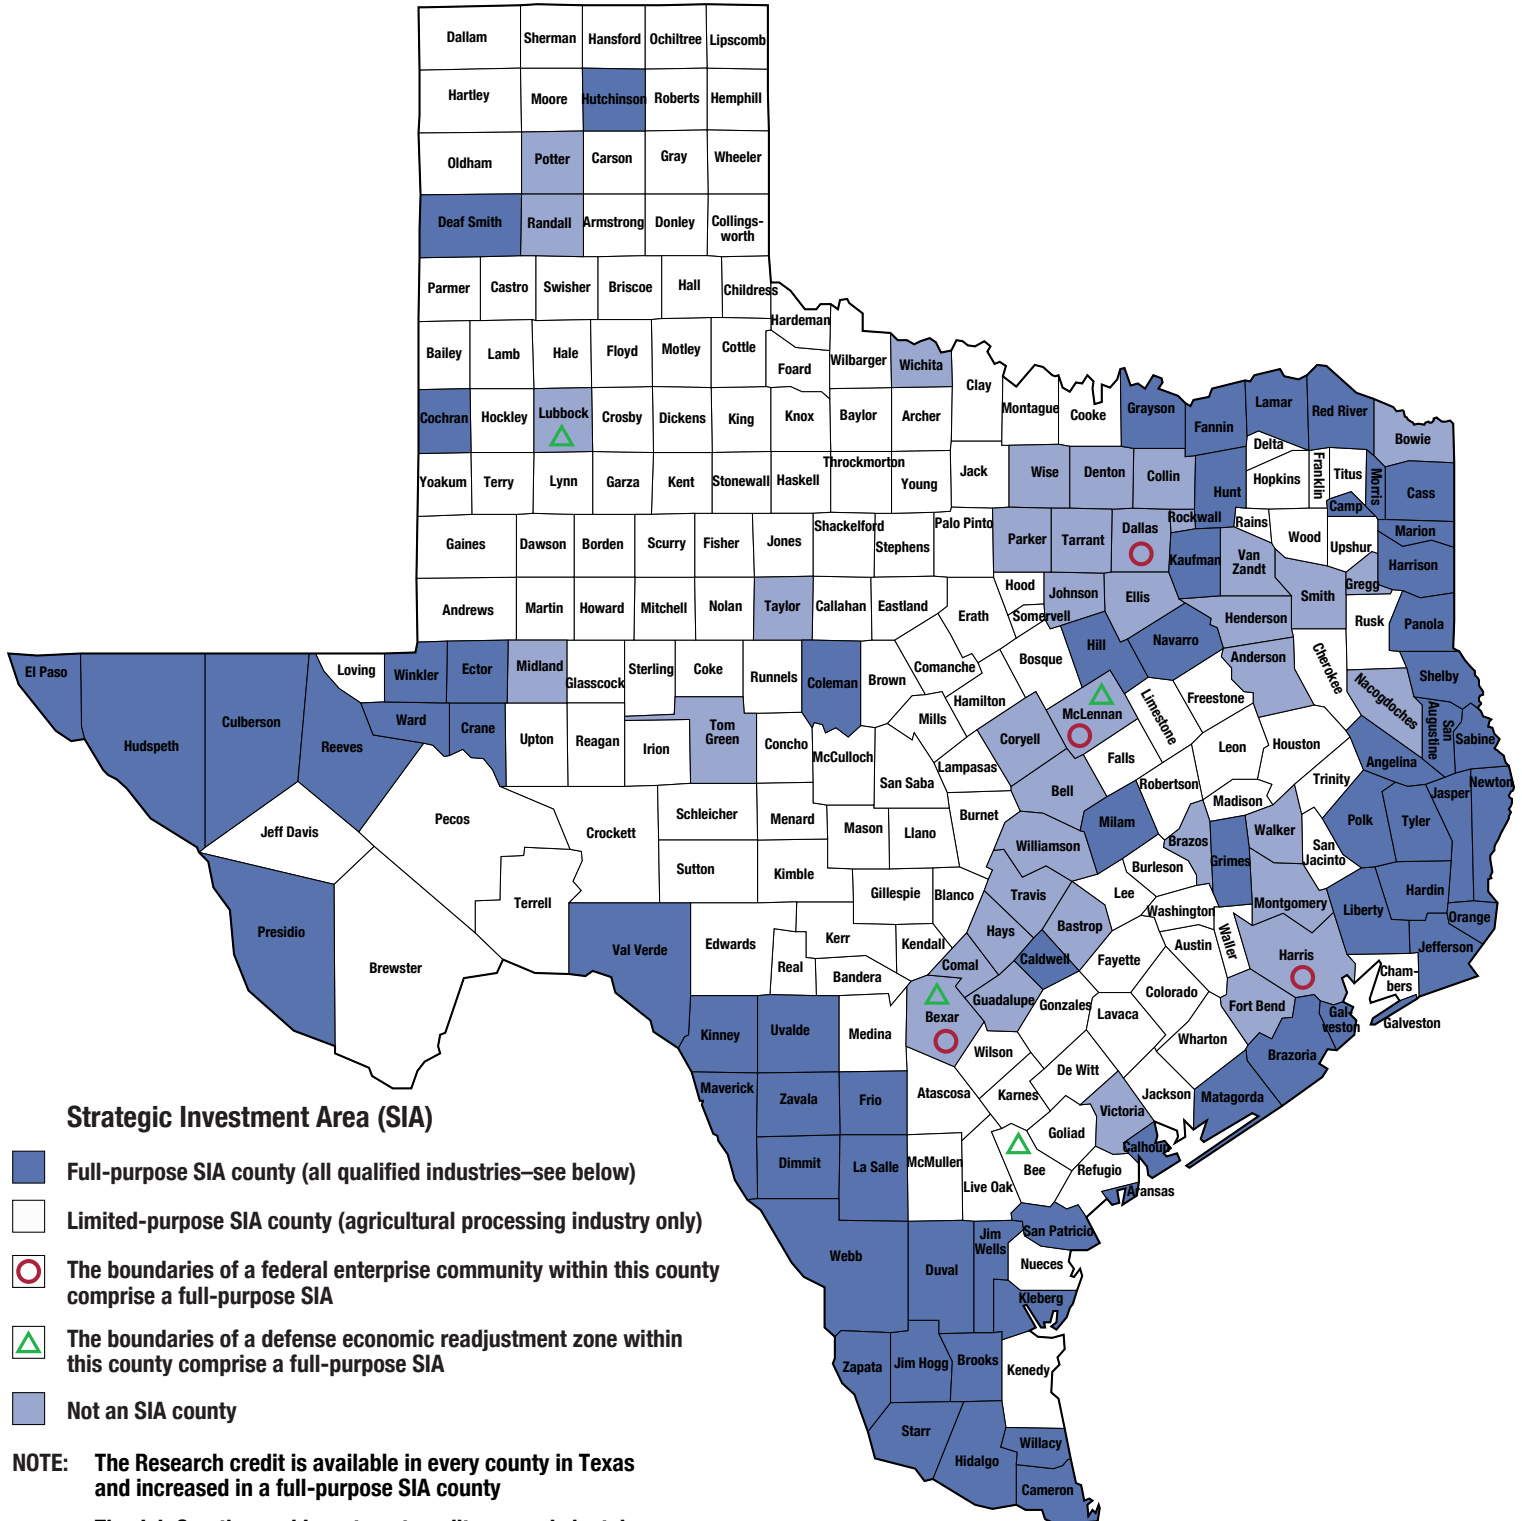 Dallam
Sherman
Hansford
Ochiltree
Lipscomb
Hartley
Moore
Hutchinson
Roberts
Hemphill
Oldham
Potter
Carson
Gray
Wheeler
Deaf Smith
Randall
Armstrong
Donley
Collings-
worth
Parmer
Castro
Swisher
Briscoe
Hall
Childress
Hardeman
Bailey
Lamb
Hale
Floyd
Motley
Cottle
Foard
Wilbarger
Wichita
Clay
Montague
Cooke
Grayson
Fannin
Lamar
Red River
Bowie
Cochran
Hockley
Lubbock
Crosby
Dickens
King
Knox
Baylor
Archer
Delta
Yoakum
Terry
Lynn
Garza
Kent
Stonewall
Haskell
Throckmorton
Young
Jack
Wise
Denton
Collin
Hunt
Hopkins
Franklin
Titus
Morris
Camp
Cass
Gaines
Dawson
Borden
Scurry
Fisher
Jones
Shackelford
Stephens
Palo Pinto
Parker
Tarrant
Dallas
Rockwall
Kaufman
Rains
Van
Zandt
Wood
Upshur
Marion
Harrison
Gregg
Andrews
Martin
Howard
Mitchell
Nolan
Taylor
Callahan
Eastland
Erath
Hood
Somervell
Johnson
Ellis
Henderson
Smith
Rusk
Panola
El Paso
Hudspeth
Culberson
Reeves
Loving
Winkler
Ector
Midland
Glasscock
Sterling
Coke
Runnels
Coleman
Brown
Comanche
Hamilton
Bosque
Hill
Navarro
Anderson
Cherokee
Nacogdoches
Shelby
Ward
Crane
Upton
Reagan
Irion
Tom
Green
Concho
McCulloch
Mills
San Saba
Lampasas
Coryell
McLennan
Limestone
Freestone
Falls
Leon
Houston
Angelina
San
Augustine
Sabine
Jeff Davis
Pecos
Crockett
Schleicher
Menard
Mason
Llano
Burnet
Bell
Milam
Robertson
Madison
Trinity
Polk
Tyler
Jasper
Newton
Sutton
Kimble
Williamson
Brazos
Grimes
Walker
San
Jacinto
Burleson
Terrell
Gillespie
Blanco
Travis
Lee
Washington
Montgomery
Liberty
Hardin
Orange
Jefferson
Presidio
Brewster
Val Verde
Edwards
Kerr
Real
Bandera
Kendall
Hays
Comal
Bastrop
Caldwell
Fayette
Austin
Waller
Harris
Cham-
bers
Kinney
Uvalde
Medina
Bexar
Guadalupe
Gonzales
Lavaca
Colorado
Fort Bend
Wharton
Gal-
veston
Galveston
Brazoria
Maverick
Zavala
Frio
Atascosa
Wilson
Karnes
De Witt
Jackson
Matagorda
Victoria
Calhoun
Goliad
Dimmit
La Salle
McMullen
Live Oak
Bee
Refugio
Aransas
San Patricio
Webb
Duval
Jim
Wells
Nueces
Kleberg
Zapata
Jim Hogg
Brooks
Kenedy
Starr
Hidalgo
Willacy
Cameron
Strategic Investment Area (SIA)
Full-purpose SIA county (all qualified industries–see below)
Limited-purpose SIA county (agricultural processing industry only)
The boundaries of a federal enterprise community within this county
comprise a full-purpose SIA
The boundaries of a defense economic readjustment zone within
this county comprise a full-purpose SIA
Not an SIA county
NOTE: The Research credit is available in every county in Texas
and increased in a full-purpose SIA county